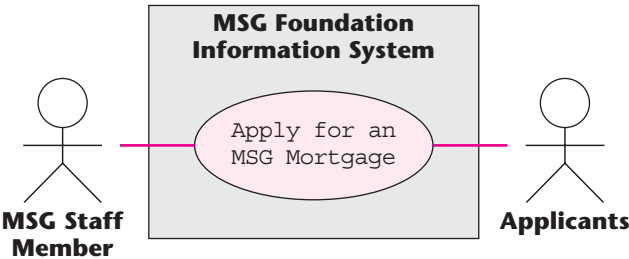 MSG Foundation
Information System
Apply for an
MSG Mortgage
MSG Staff
Member
Applicants